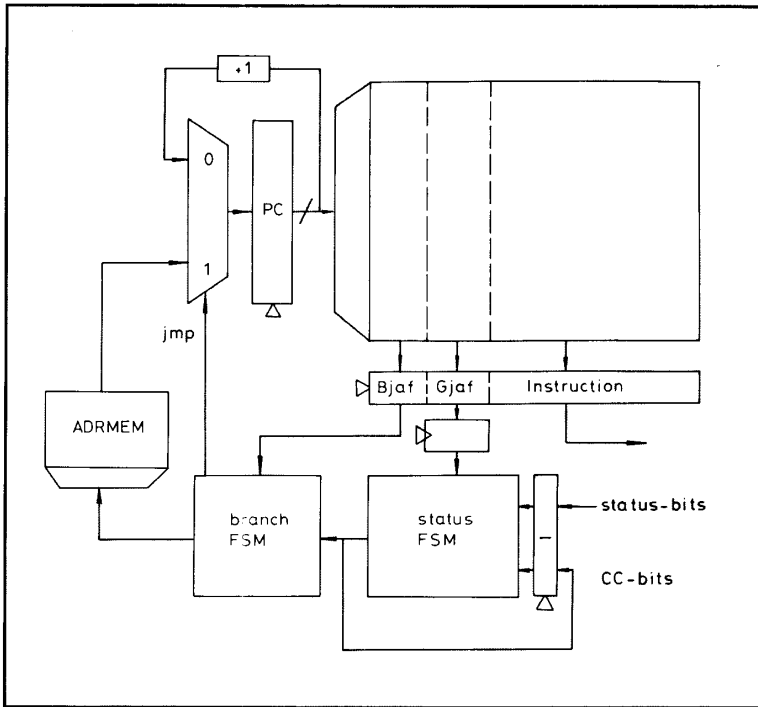 +1
0
PC
1
jmp
Bjaf Gjaf Instruction
ADRMEM
branch
FSM
status
FSM
status-bits
CC-bits